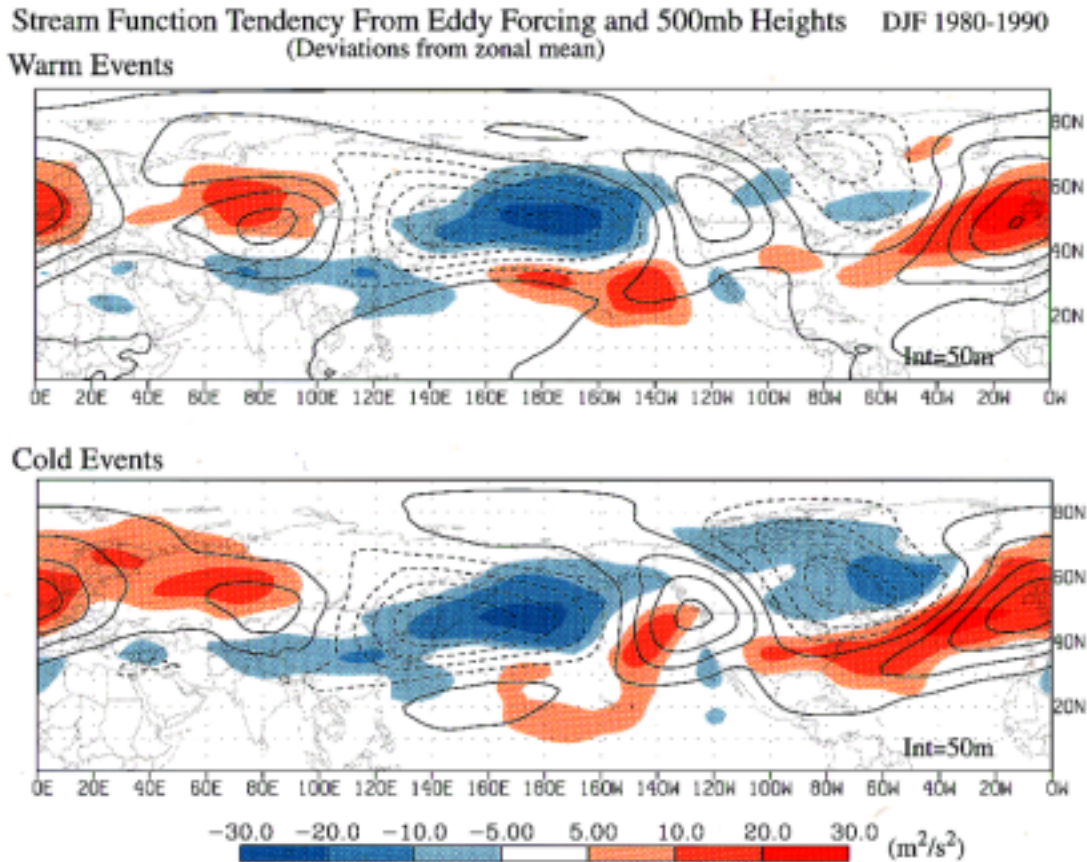 Stream Function Tendency From Eddy Forcing and 500mb Heights DJF 1980-1990
(Deviations from zonal mean)
Warm Events
80N
60N
40N
20N
Int=50m
0E 20E 40E 60E 80E 100E 120E 140E 160E 180E 160W 140W 120W 100W 80W 60W 40W 20W 0W
Cold Events
80N
60N
40N
20N
Int=50m
0E 20E 40E 60E 80E 100E 120E 140E 160E 180E 160W 140W 120W 100W 80W 60W 40W 20W 0W
−30.0 −20.0 −10.0 −5.00 5.00 10.0 20.0 30.0 (m²/s²)